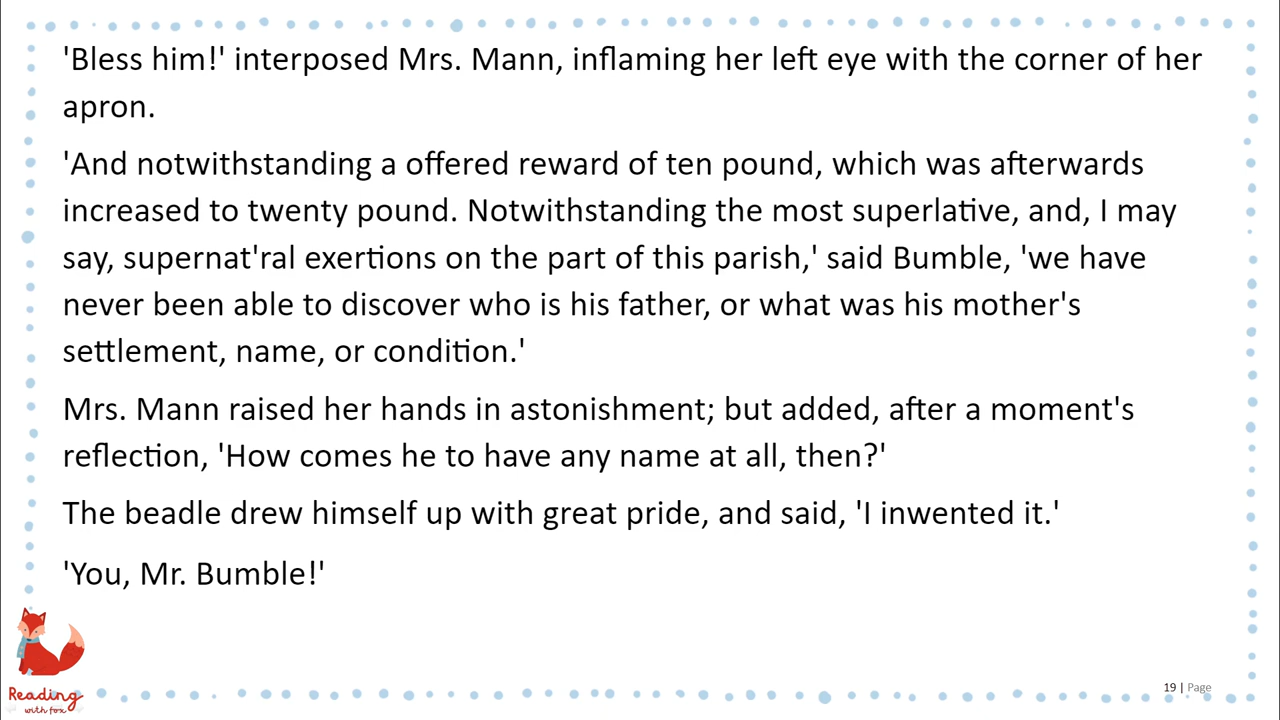 'Bless him!' interposed Mrs. Mann, inflaming her left eye with the corner of her
apron.
'And notwithstanding a offered reward of ten pound, which was afterwards
increased to twenty pound. Notwithstanding the most superlative, and, I may
say, supernat'ral exertions on the part of this parish,' said Bumble, 'we have
never been able to discover who is his father, or what was his mother's
settlement, name, or condition.'
Mrs. Mann raised her hands in astonishment; but added, after a moment's
reflection, 'How comes he to have any name at all, then?'
The beadle drew himself up with great pride, and said, 'I inwented it.'
'You, Mr. Bumble!'
Reading
with fox
19 | Page